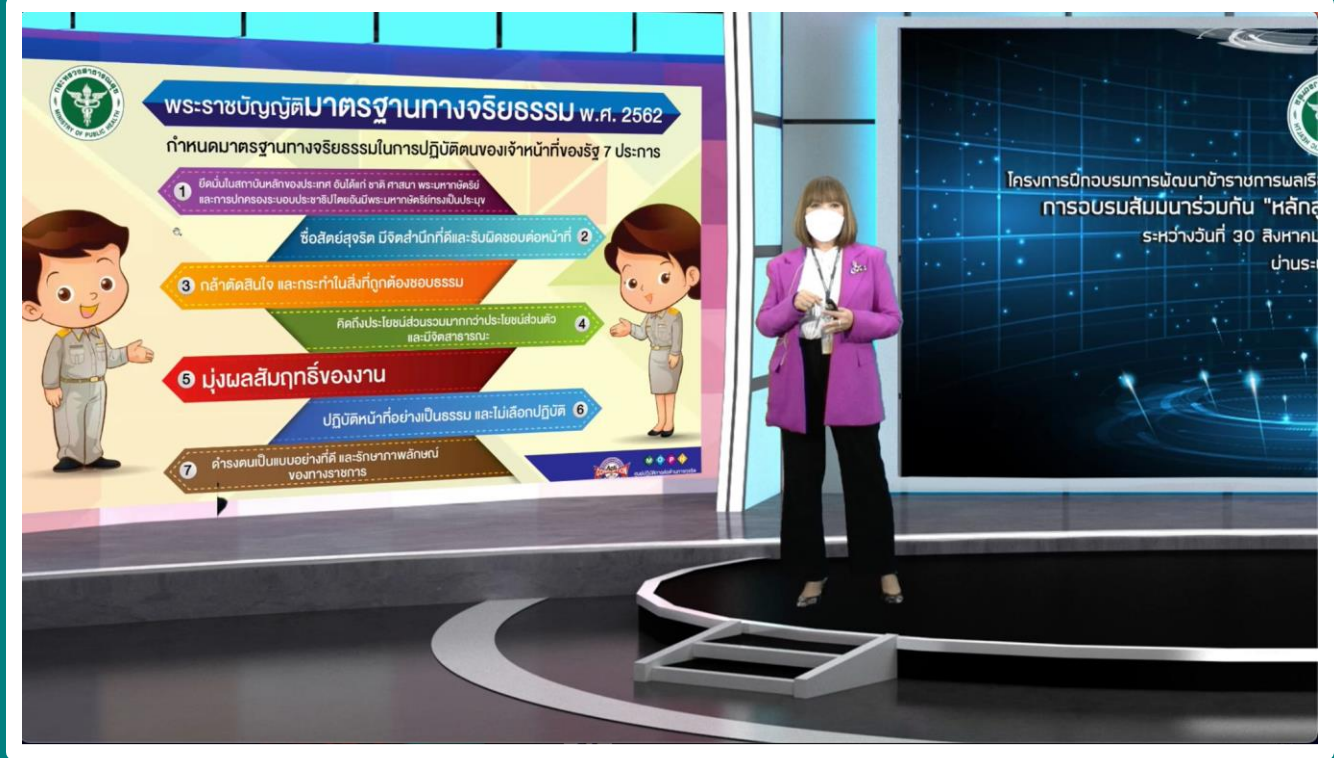 กระทรวงสาธารณสุข
MINISTRY OF PUBLIC HEALTH
พระราชบัญญัติมาตรฐานทางจริยธรรม พ.ศ. 2562
กำหนดมาตรฐานทางจริยธรรมในการปฏิบัติตนของเจ้าหน้าที่ของรัฐ 7 ประการ
1 ยึดมั่นในสถาบันหลักของประเทศ อันได้แก่ ชาติ ศาสนา พระมหากษัตริย์
และการปกครองระบอบประชาธิปไตยอันมีพระมหากษัตริย์ทรงเป็นประมุข
ซื่อสัตย์สุจริต มีจิตสำนึกที่ดีและรับผิดชอบต่อหน้าที่ 2
3 กล้าตัดสินใจ และกระทำในสิ่งที่ถูกต้องชอบธรรม
คิดถึงประโยชน์ส่วนรวมมากกว่าประโยชน์ส่วนตัว 4
และมีจิตสาธารณะ
5 มุ่งผลสัมฤทธิ์ของงาน
ปฏิบัติหน้าที่อย่างเป็นธรรม และไม่เลือกปฏิบัติ 6
7 ดำรงตนเป็นแบบอย่างที่ดี และรักษาภาพลักษณ์
ของทางราชการ
MOPH
โครงการฝึกอบรมการพัฒนาข้าราชการพลเรือ
การอบรมสัมมนาร่วมกัน "หลักสู
ระหว่างวันที่ 30 สิงหาคม
ผ่านระบ